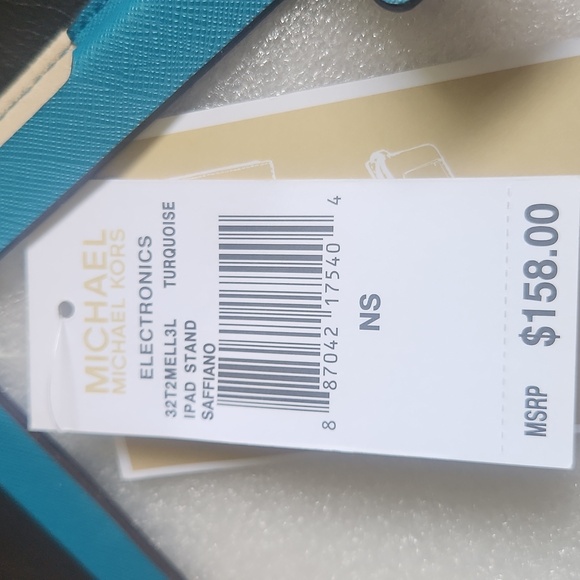 MICHAEL
MICHAEL KORS
ELECTRONICS
32T2MELL3L TURQUOISE
IPAD STAND
SAFFIANO
8 87042 17540 4
NS
MSRP $158.00